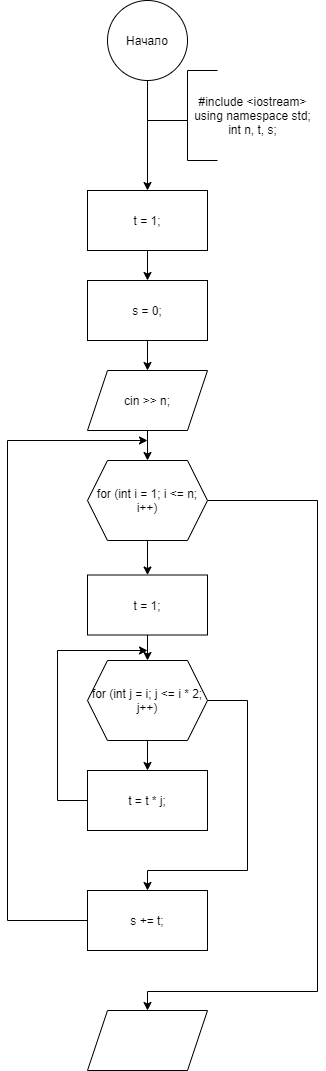 Начало
#include <iostream>
using namespace std;
int n, t, s;
t = 1;
s = 0;
cin >> n;
for (int i = 1; i <= n;
i++)
t = 1;
for (int j = i; j <= i * 2;
j++)
t = t * j;
s += t;